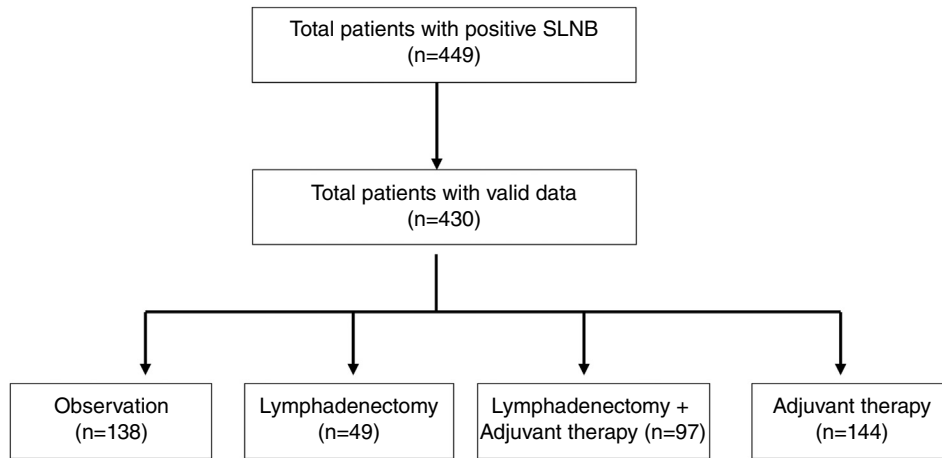 Total patients with positive SLNB
(n=449)
Total patients with valid data
(n=430)
Observation
(n=138)
Lymphadenectomy
(n=49)
Lymphadenectomy +
Adjuvant therapy (n=97)
Adjuvant therapy
(n=144)